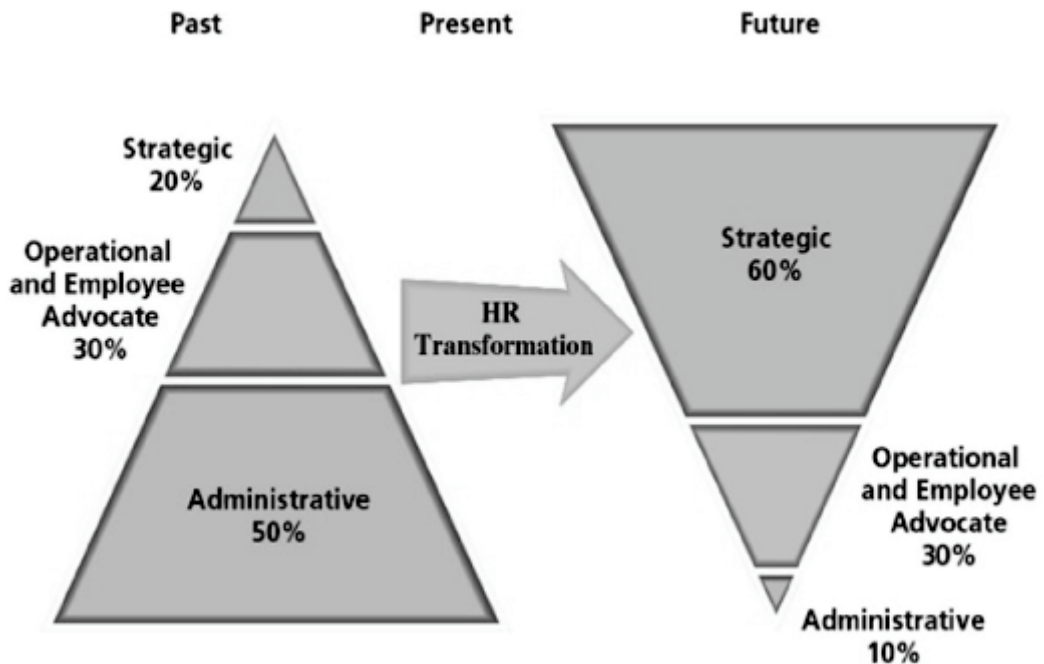 Past
Present
Future
Strategic
20%
Operational
and Employee
Advocate
30%
Administrative
50%
HR
Transformation
Strategic
60%
Operational
and Employee
Advocate
30%
Administrative
10%